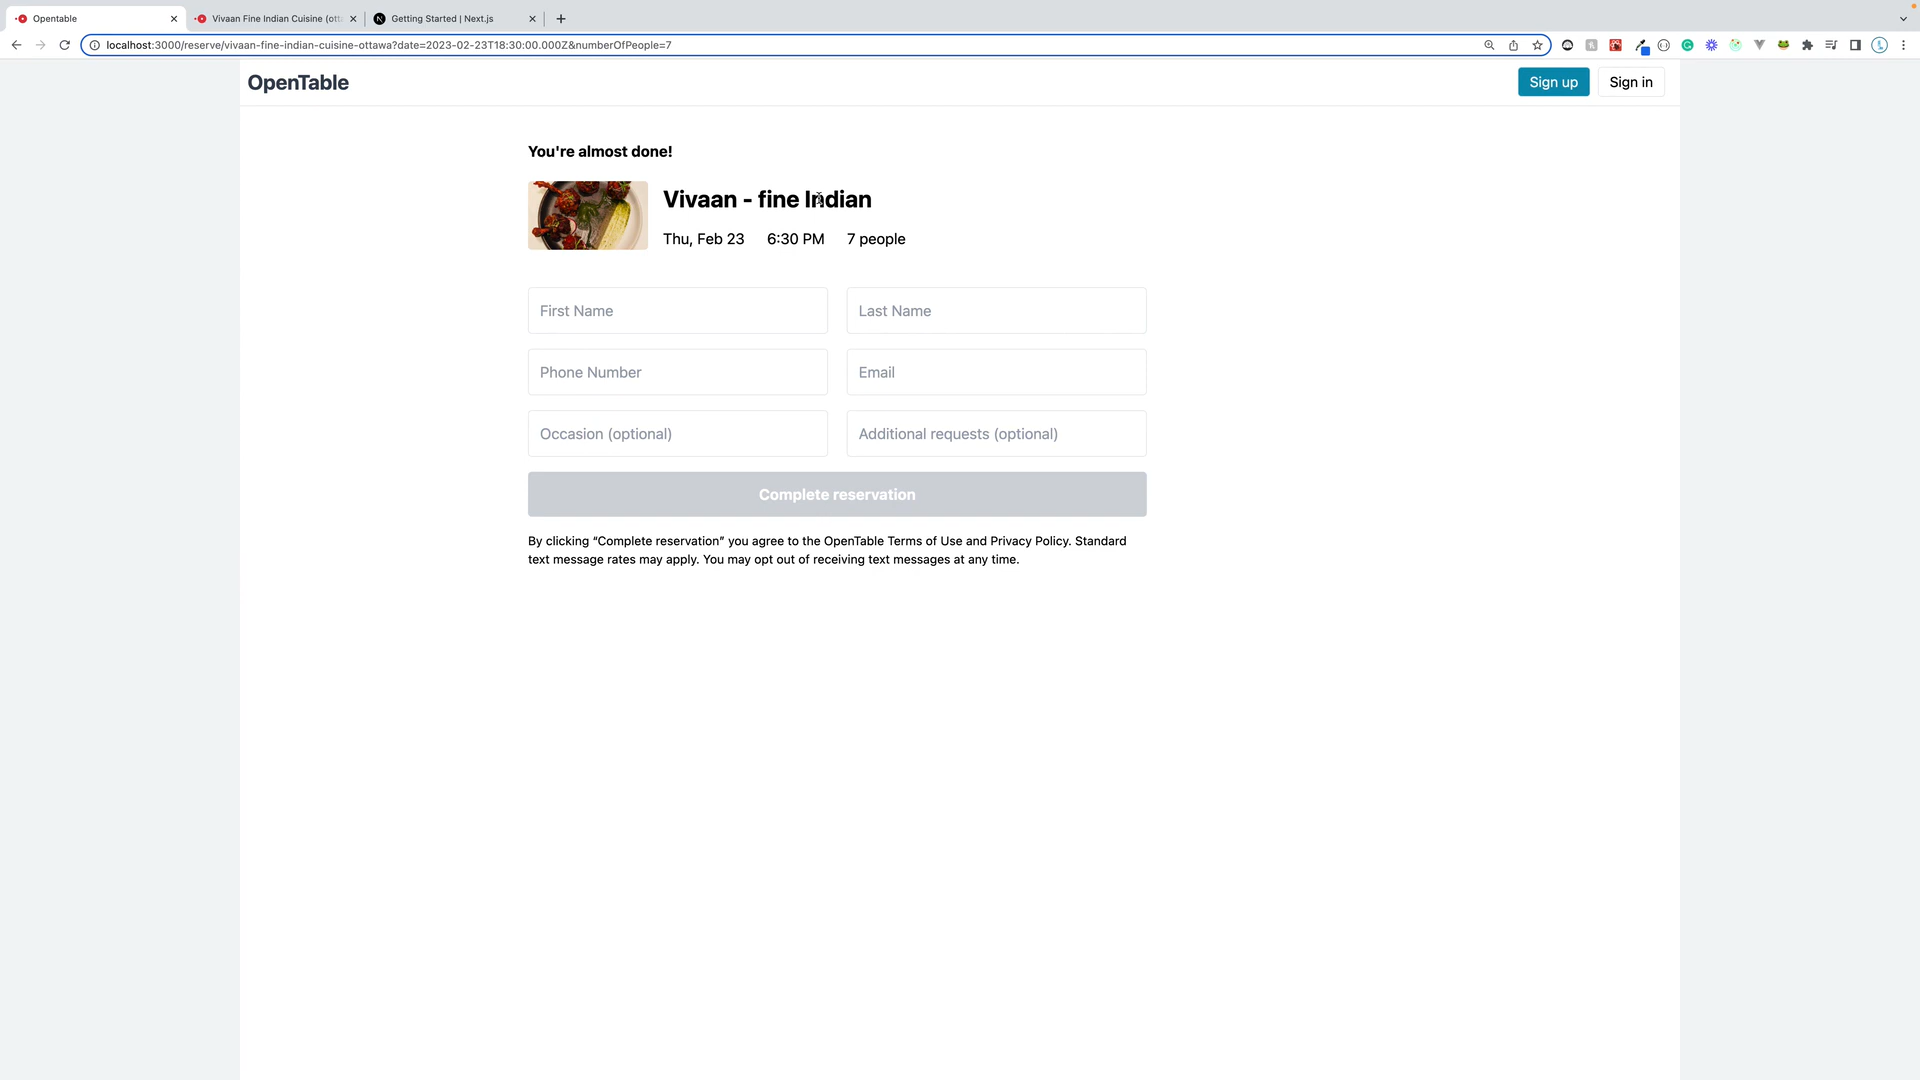 Opentable
Vivaan Fine Indian Cuisine (ott
Getting Started | Next.js
localhost:3000/reserve/vivaan-fine-indian-cuisine-ottawa?date=2023-02-23T18:30:00.000Z&numberOfPeople=7
OpenTable
Sign up
Sign in
You're almost done!
Vivaan - fine Indian
Thu, Feb 23 6:30 PM 7 people
First Name
Last Name
Phone Number
Email
Occasion (optional)
Additional requests (optional)
Complete reservation
By clicking “Complete reservation” you agree to the OpenTable Terms of Use and Privacy Policy. Standard
text message rates may apply. You may opt out of receiving text messages at any time.